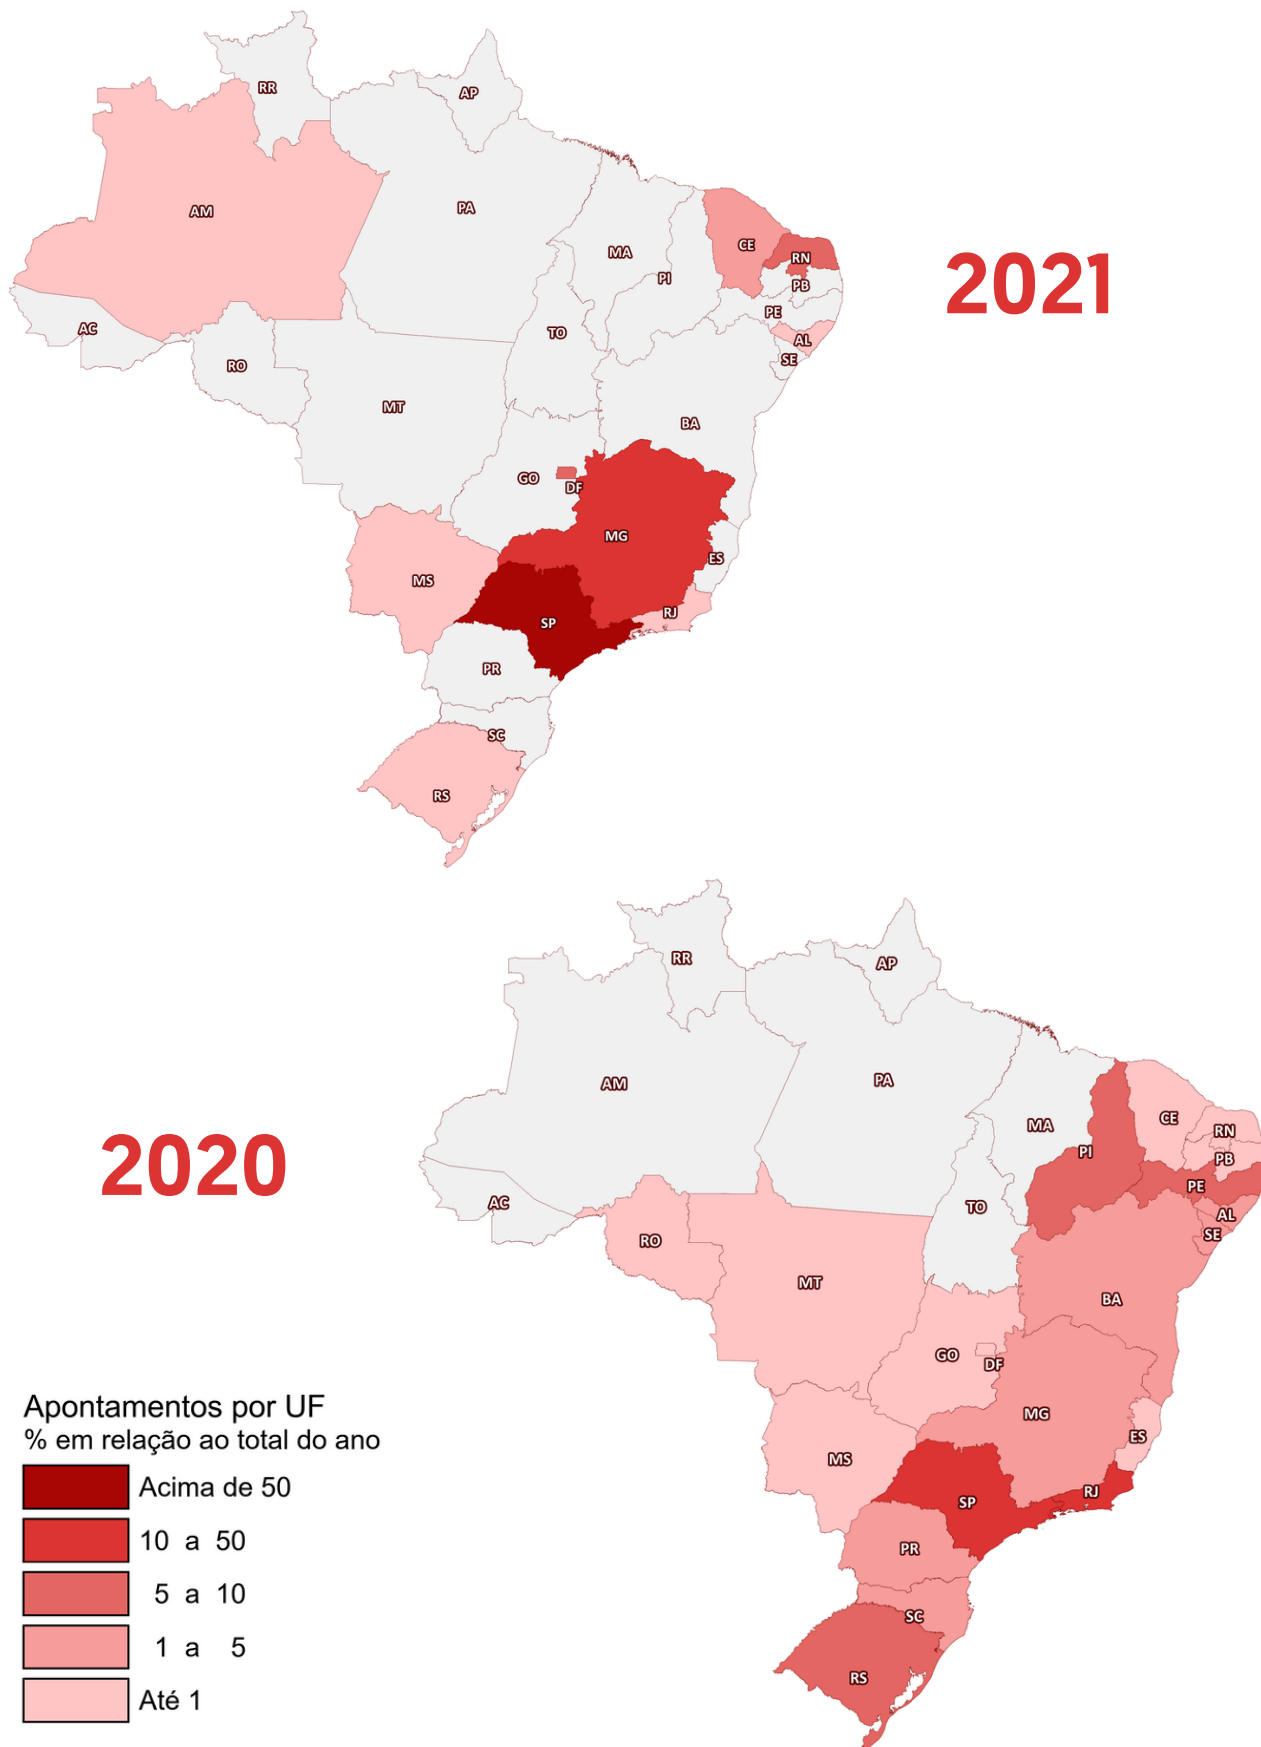 RR
AP
AM
PA
MA
CE
RN
PI
PB
PE
AL
SE
AC
TO
RO
MT
BA
GO
DF
MG
ES
MS
RJ
SP
PR
SC
RS
2021
RR
AP
AM
PA
MA
CE
RN
PI
PB
PE
AL
SE
AC
TO
RO
MT
BA
GO
DF
MG
ES
MS
RJ
SP
PR
SC
RS
2020
Apontamentos por UF
% em relação ao total do ano
Acima de 50
10 a 50
5 a 10
1 a 5
Até 1